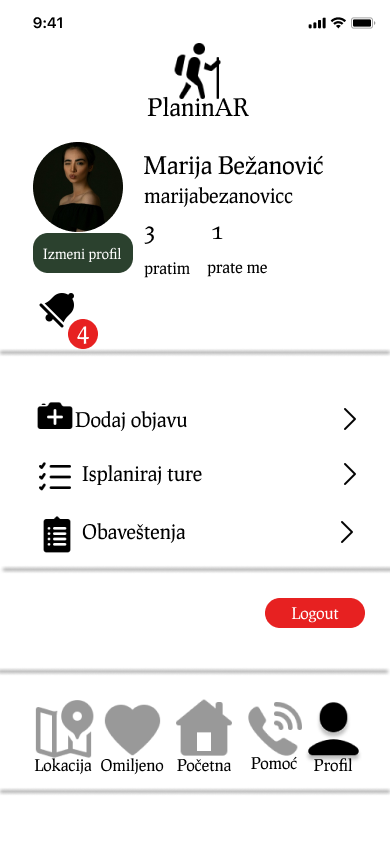 9:41
PlaninAR
Marija Bežanović
marijabezanovicc
3 1
pratim prate me
Izmeni profil
4
Dodaj objavu
Isplaniraj ture
Obaveštenja
Logout
Lokacija Omiljeno Početna Pomoć Profil